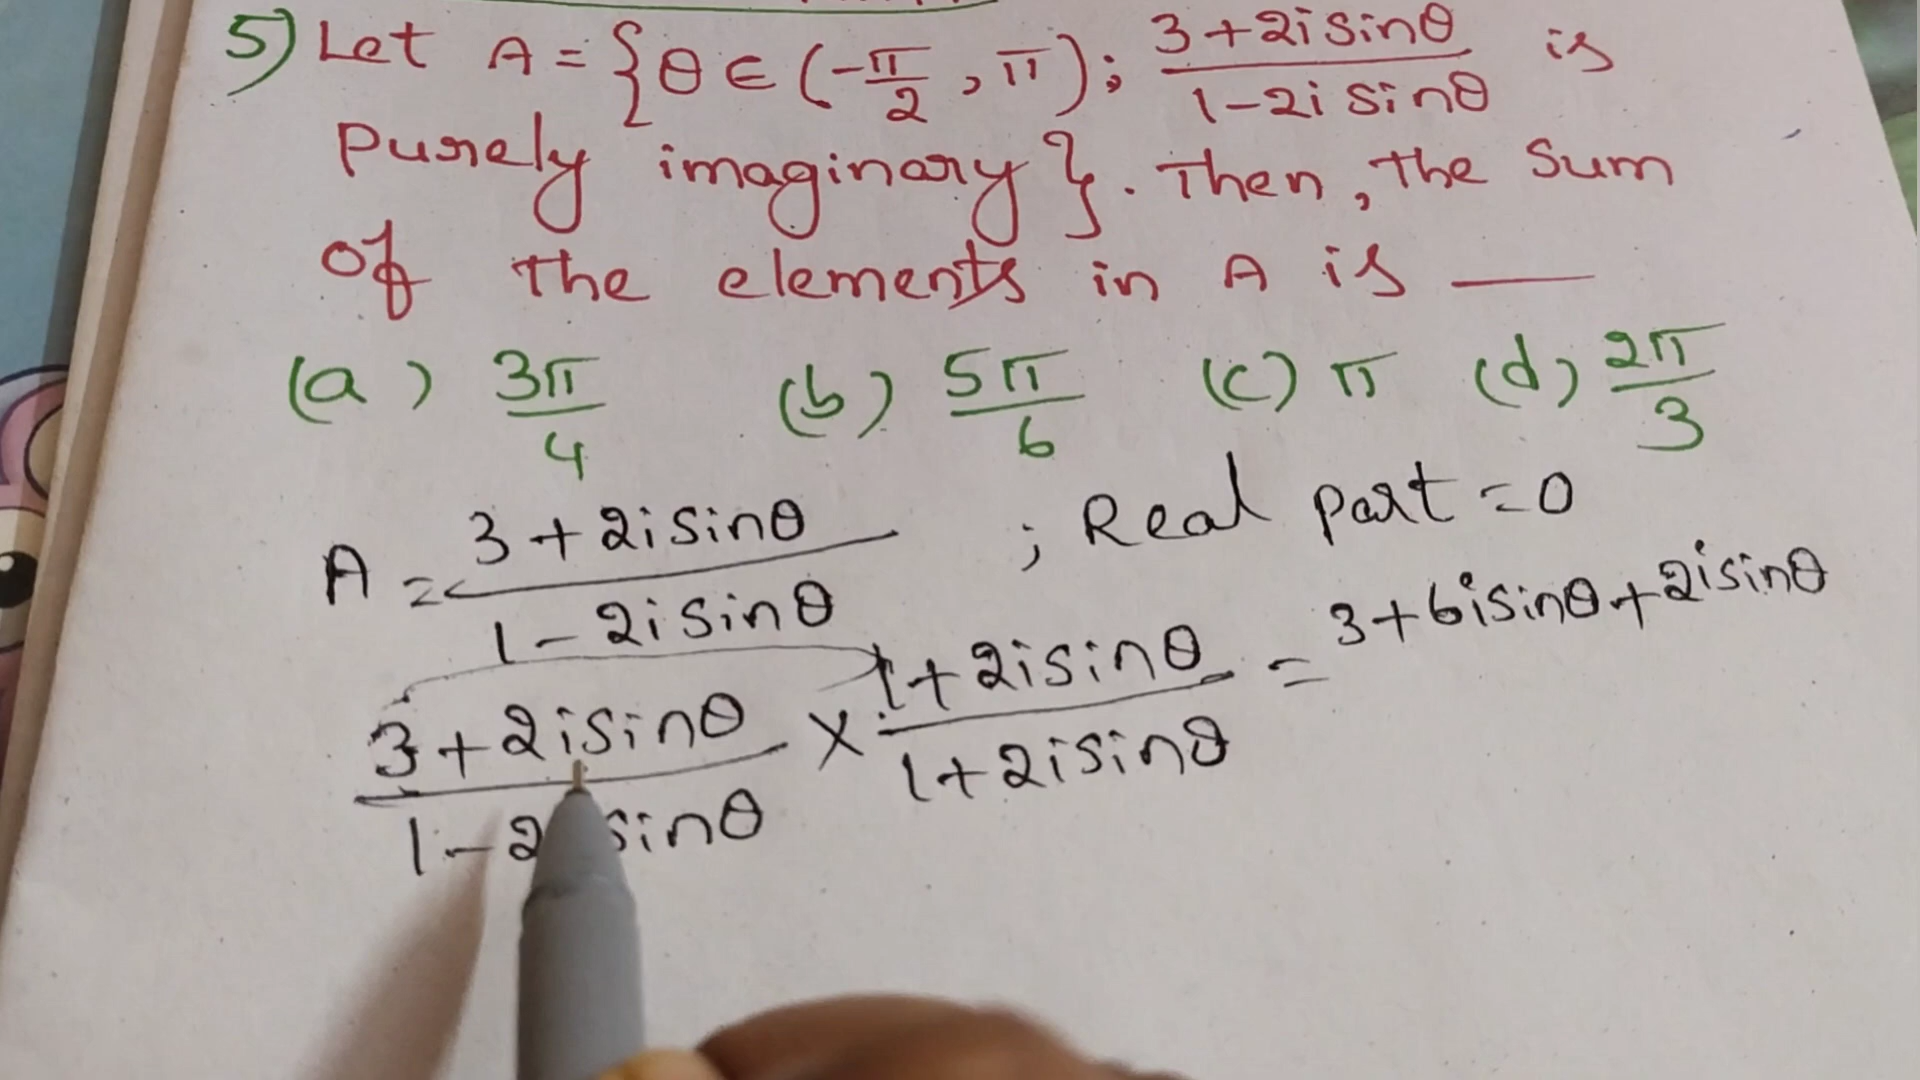 5) Let A = {θ ∈ (-π/2, π); 3+2i sinθ / 1-2i sinθ is
Purely imaginary}. Then, the sum
of the elements in A is ___
(a) 3π/4 (b) 5π/6 (c) π (d) 2π/3
A = 3+2i sinθ / 1-2i sinθ ; Real part = 0
3+2i sinθ / 1-2 sinθ × 1+2i sinθ / 1+2i sinθ = 3+6i sinθ+2i sinθ